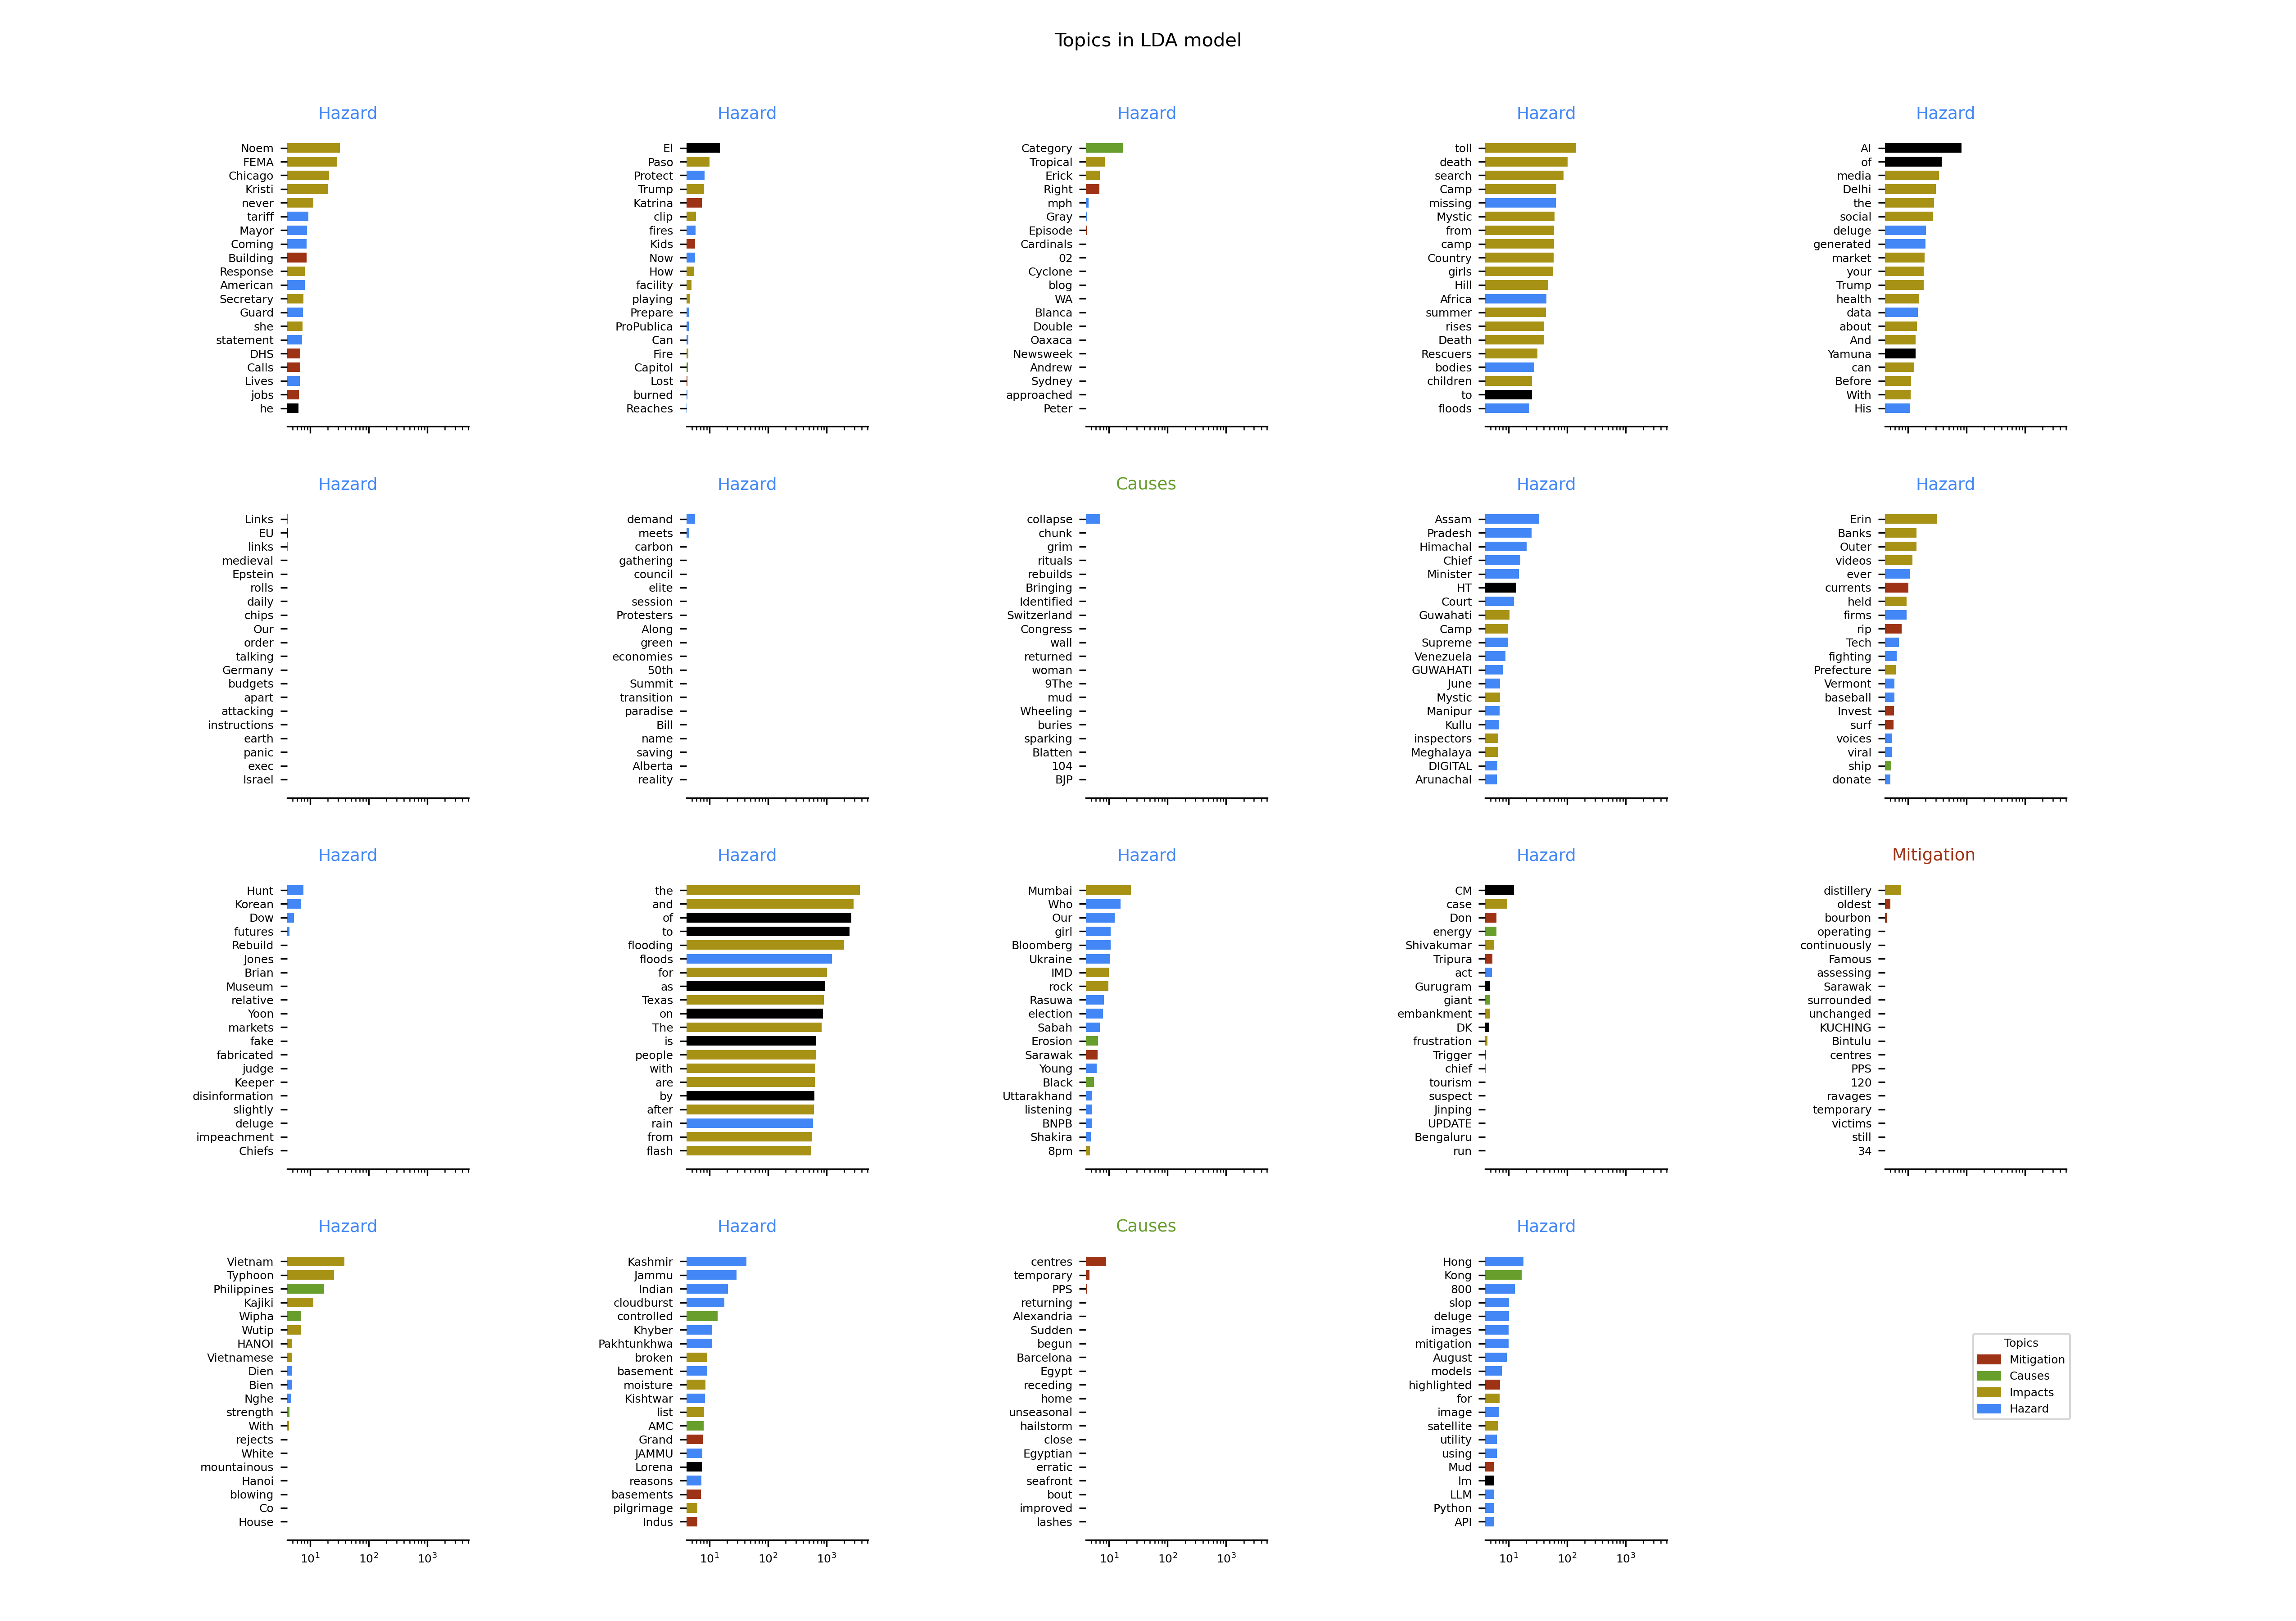 Topics in LDA model
Hazard
Noem
FEMA
Chicago
Kristi
never
tariff
Mayor
Coming
Building
Response
American
Secretary
Guard
she
statement
DHS
Calls
Lives
jobs
he
Hazard
El
Paso
Protect
Trump
Katrina
clip
fires
Kids
Now
How
facility
playing
Prepare
ProPublica
Can
Fire
Capitol
Lost
burned
Reaches
Hazard
Category
Tropical
Erick
Right
mph
Gray
Episode
Cardinals
02
Cyclone
blog
WA
Blanca
Double
Oaxaca
Newsweek
Andrew
Sydney
approached
Peter
Hazard
toll
death
search
Camp
missing
Mystic
from
camp
Country
girls
Hill
Africa
summer
rises
Death
Rescuers
bodies
children
to
floods
Hazard
AI
of
media
Delhi
the
social
deluge
generated
market
your
Trump
health
data
about
And
Yamuna
can
Before
With
His
Hazard
Links
EU
links
medieval
Epstein
rolls
daily
chips
Our
order
talking
Germany
budgets
apart
attacking
instructions
earth
panic
exec
Israel
Hazard
demand
meets
carbon
gathering
council
elite
session
Protesters
Along
green
economies
50th
Summit
transition
paradise
Bill
name
saving
Alberta
reality
Causes
collapse
chunk
grim
rituals
rebuilds
Bringing
Identified
Switzerland
Congress
wall
returned
woman
9The
mud
Wheeling
buries
sparking
Blatten
104
BJP
Hazard
Assam
Pradesh
Himachal
Chief
Minister
HT
Court
Guwahati
Camp
Supreme
Venezuela
GUWAHATI
June
Mystic
Manipur
Kullu
inspectors
Meghalaya
DIGITAL
Arunachal
Hazard
Erin
Banks
Outer
videos
ever
currents
held
firms
rip
Tech
fighting
Prefecture
Vermont
baseball
Invest
surf
voices
viral
ship
donate
Hazard
Hunt
Korean
Dow
futures
Rebuild
Jones
Brian
Museum
relative
Yoon
markets
fake
fabricated
judge
Keeper
disinformation
slightly
deluge
impeachment
Chiefs
Hazard
the
and
of
to
flooding
floods
for
as
Texas
on
The
is
people
with
are
by
after
rain
from
flash
Hazard
Mumbai
Who
Our
girl
Bloomberg
Ukraine
IMD
rock
Rasuwa
election
Sabah
Erosion
Sarawak
Young
Black
Uttarakhand
listening
BNPB
Shakira
8pm
Hazard
CM
case
Don
energy
Shivakumar
Tripura
act
Gurugram
giant
embankment
DK
frustration
Trigger
chief
tourism
suspect
Jinping
UPDATE
Bengaluru
run
Mitigation
distillery
oldest
bourbon
operating
continuously
Famous
assessing
Sarawak
surrounded
unchanged
KUCHING
Bintulu
centres
PPS
120
ravages
temporary
victims
still
34
Hazard
Vietnam
Typhoon
Philippines
Kajiki
Wipha
Wutip
HANOI
Vietnamese
Dien
Bien
Nghe
strength
With
rejects
White
mountainous
Hanoi
blowing
Co
House
10¹ 10² 10³
Hazard
Kashmir
Jammu
Indian
cloudburst
controlled
Khyber
Pakhtunkhwa
broken
basement
moisture
Kishtwar
list
AMC
Grand
JAMMU
Lorena
reasons
basements
pilgrimage
Indus
10¹ 10² 10³
Causes
centres
temporary
PPS
returning
Alexandria
Sudden
begun
Barcelona
Egypt
receding
home
unseasonal
hailstorm
close
Egyptian
erratic
seafront
bout
improved
lashes
10¹ 10² 10³
Hazard
Hong
Kong
800
slop
deluge
images
mitigation
August
models
highlighted
for
image
satellite
utility
using
Mud
Im
LLM
Python
API
10¹ 10² 10³
Topics
Mitigation
Causes
Impacts
Hazard